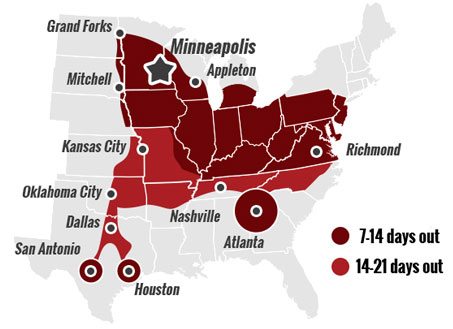 Grand Forks
Minneapolis
Mitchell
Appleton
Kansas City
Richmond
Oklahoma City
Nashville
Dallas
Atlanta
San Antonio
Houston
7-14 days out
14-21 days out